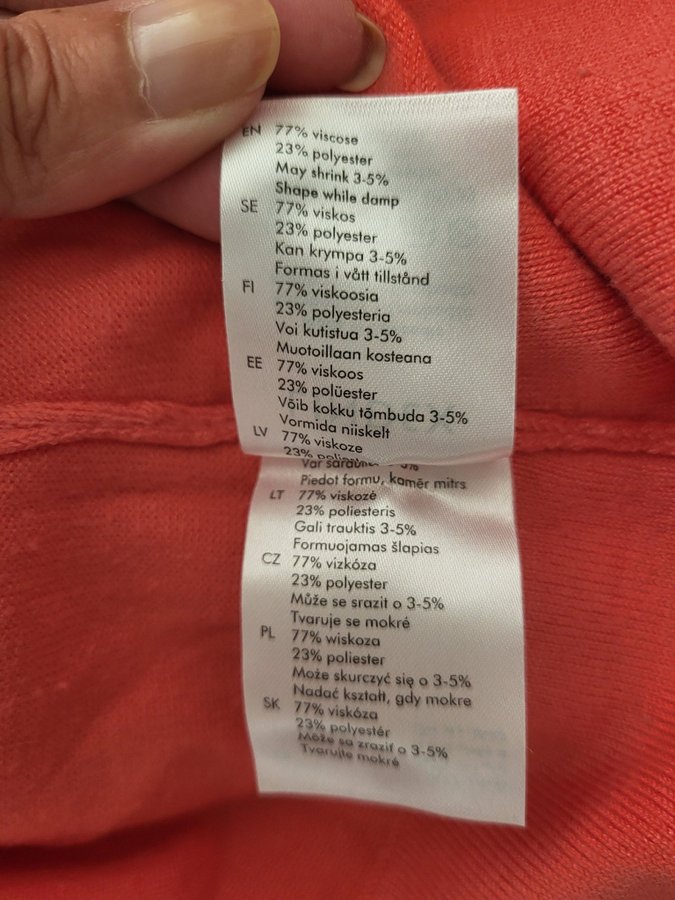 EN 77% viscose
23% polyester
May shrink 3-5%
Shape while damp
SE 77% viskos
23% polyester
Kan krympa 3-5%
Formas i vått tillstånd
FI 77% viskoosia
23% polyesteria
Voi kutistua 3-5%
Muotoillaan kosteana
EE 77% viskoos
23% polüester
Võib kokku tõmbuda 3-5%
Vormida niiskelt
LV 77% viskoze
23%
Var
Piedot formu, kamēr mitrs
LT 77% viskozė
23% poliesteris
Gali trauktis 3-5%
Formuojamas šlapias
CZ 77% vizkóza
23% polyester
Může se srazit o 3-5%
Tvaruje se mokré
PL 77% wiskoza
23% poliester
Może skurczyć się o 3-5%
Nadać kształt, gdy mokre
SK 77% viskóza
23% polyestér
Môže sa zraziť o 3-5%
Tvarujte mokré